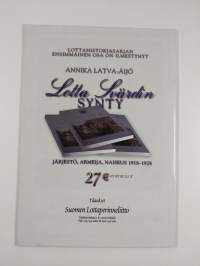 LOTTAHISTORIASARJAN
ENSIMMÄINEN OSA ON ILMESTYNYT
ANNIKA LATVA-ÄIJÖ
Lotta Svärdin
SYNTY
JÄRJESTÖ, ARMEIJA, NAISEUS 1918-1928
27 €
Tilaukset
Suomen Lottaperinneliitto